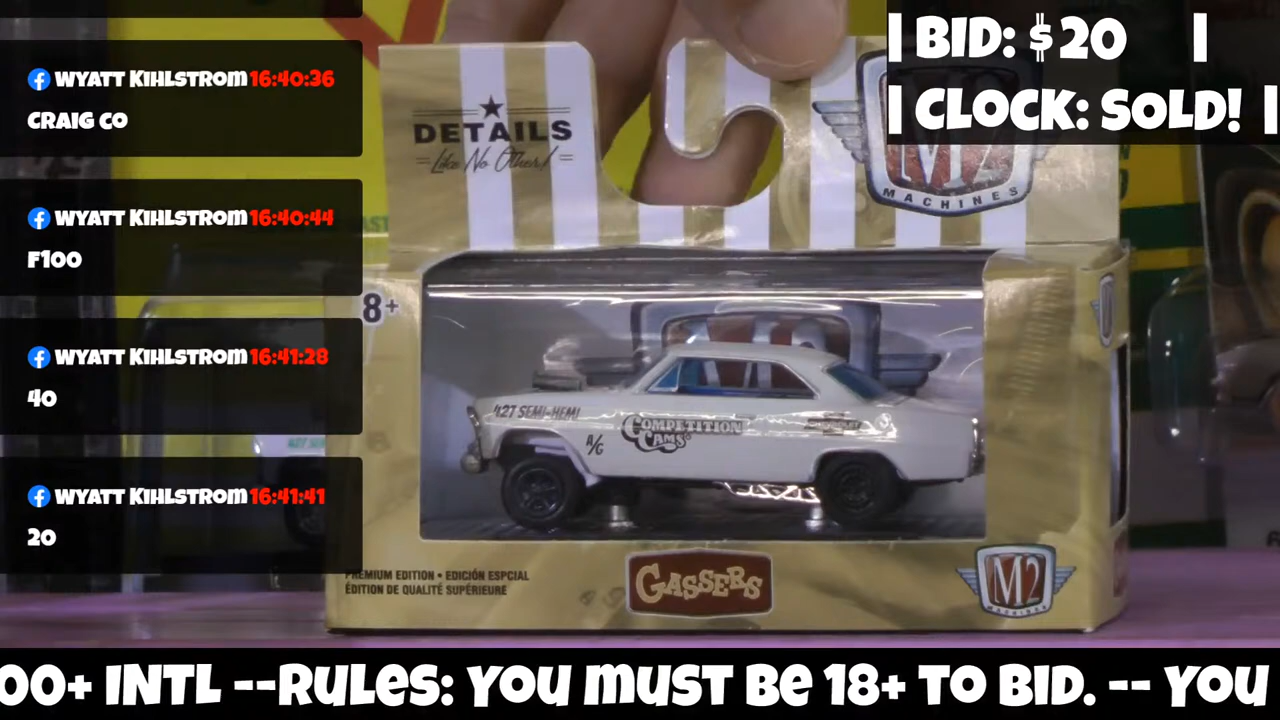 WYATT KIHLSTROM 16:40:36
CRAIG CO
WYATT KIHLSTROM 16:40:44
F100
WYATT KIHLSTROM 16:41:28
40
WYATT KIHLSTROM 16:41:41
20
| BID: $20 |
| CLOCK: SOLD! |
DETAILS
Like No Other!
M2
MACHINES
8+
427 SEMI-HEMI
A/G
COMPETITION
CAMS
PREMIUM EDITION • EDICIÓN ESPCIAL
ÉDITION DE QUALITÉ SUPÉRIEURE
GASSERS
M2
MACHINES
00+ INTL --RULES: YOU MUST BE 18+ TO BID. -- YOU